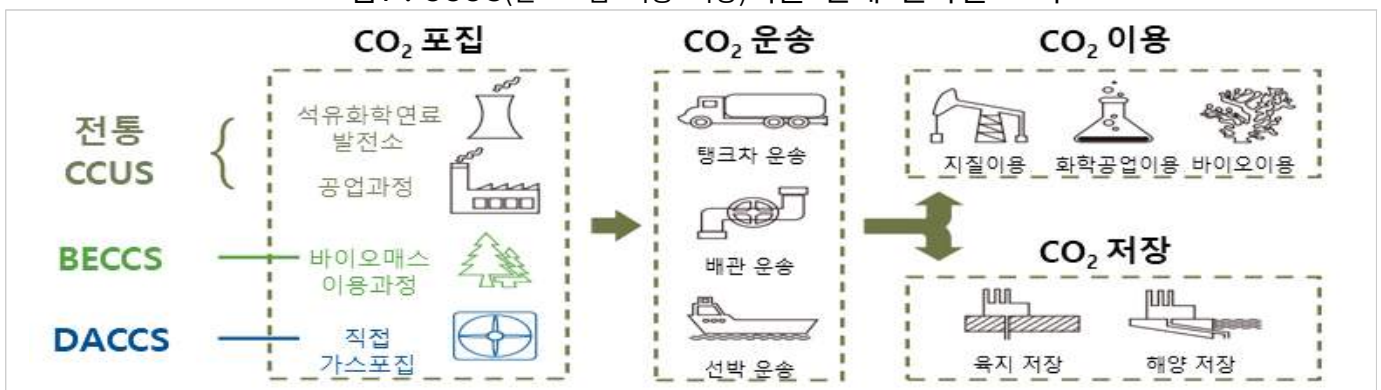 CO₂ 포집
CO₂ 운송
CO₂ 이용
전통
CCUS
석유화학연료
발전소
공업과정
BECCS
바이오매스
이용과정
DACCS
직접
가스포집
탱크차 운송
배관 운송
선박 운송
지질이용 화학공업이용 바이오이용
CO₂ 저장
육지 저장
해양 저장